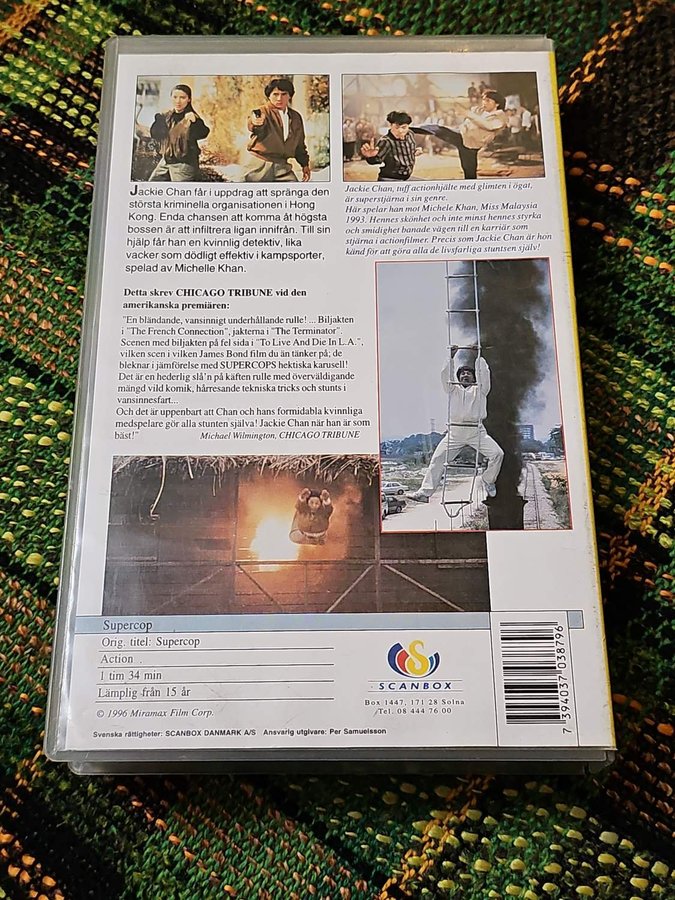 Jackie Chan får i uppdrag att spränga den
största kriminella organisationen i Hong
Kong. Enda chansen att komma åt högsta
bossen är att infiltrera ligan innifrån. Till sin
hjälp får han en kvinnlig detektiv, lika
vacker som dödligt effektiv i kampsporter,
spelad av Michelle Khan.
Jackie Chan, tuff actionhjälte med glimten i ögat,
är superstjärna i sin genre.
Här spelar han mot Michele Khan, Miss Malaysia
1993. Hennes skönhet och inte minst hennes styrka
och smidighet banade vägen till en karriär som
stjärna i actionfilmer. Precis som Jackie Chan är hon
känd för att göra alla de livsfarliga stuntsen själv!
Detta skrev CHICAGO TRIBUNE vid den
amerikanska premiären:
"En bländande, vansinnigt underhållande rulle! ... Biljakten
i "The French Connection", jakterna i "The Terminator".
Scenen med biljakten på fel sida i "To Live And Die In L.A.",
vilken scen i vilken James Bond film du än tänker på; de
bleknar i jämförelse med SUPERCOPS hektiska karusell!
Det är en hederlig slå'n på käften rulle med överväldigande
mängd vild komik, hårresande tekniska tricks och stunts i
vansinnesfart...
Och det är uppenbart att Chan och hans formidabla kvinnliga
medspelare gör alla stunten själva! Jackie Chan när han är som
bäst!" Michael Wilmington, CHICAGO TRIBUNE
Supercop
Orig. titel: Supercop
Action .
1 tim 34 min
Lämplig från 15 år
© 1996 Miramax Film Corp.
S
SCANBOX
Box 1447, 171 28 Solna
Tel. 08 444 76 00
7 394037 038796
Svenska rättigheter: SCANBOX DANMARK A/S Ansvarig utgivare: Per Samuelsson